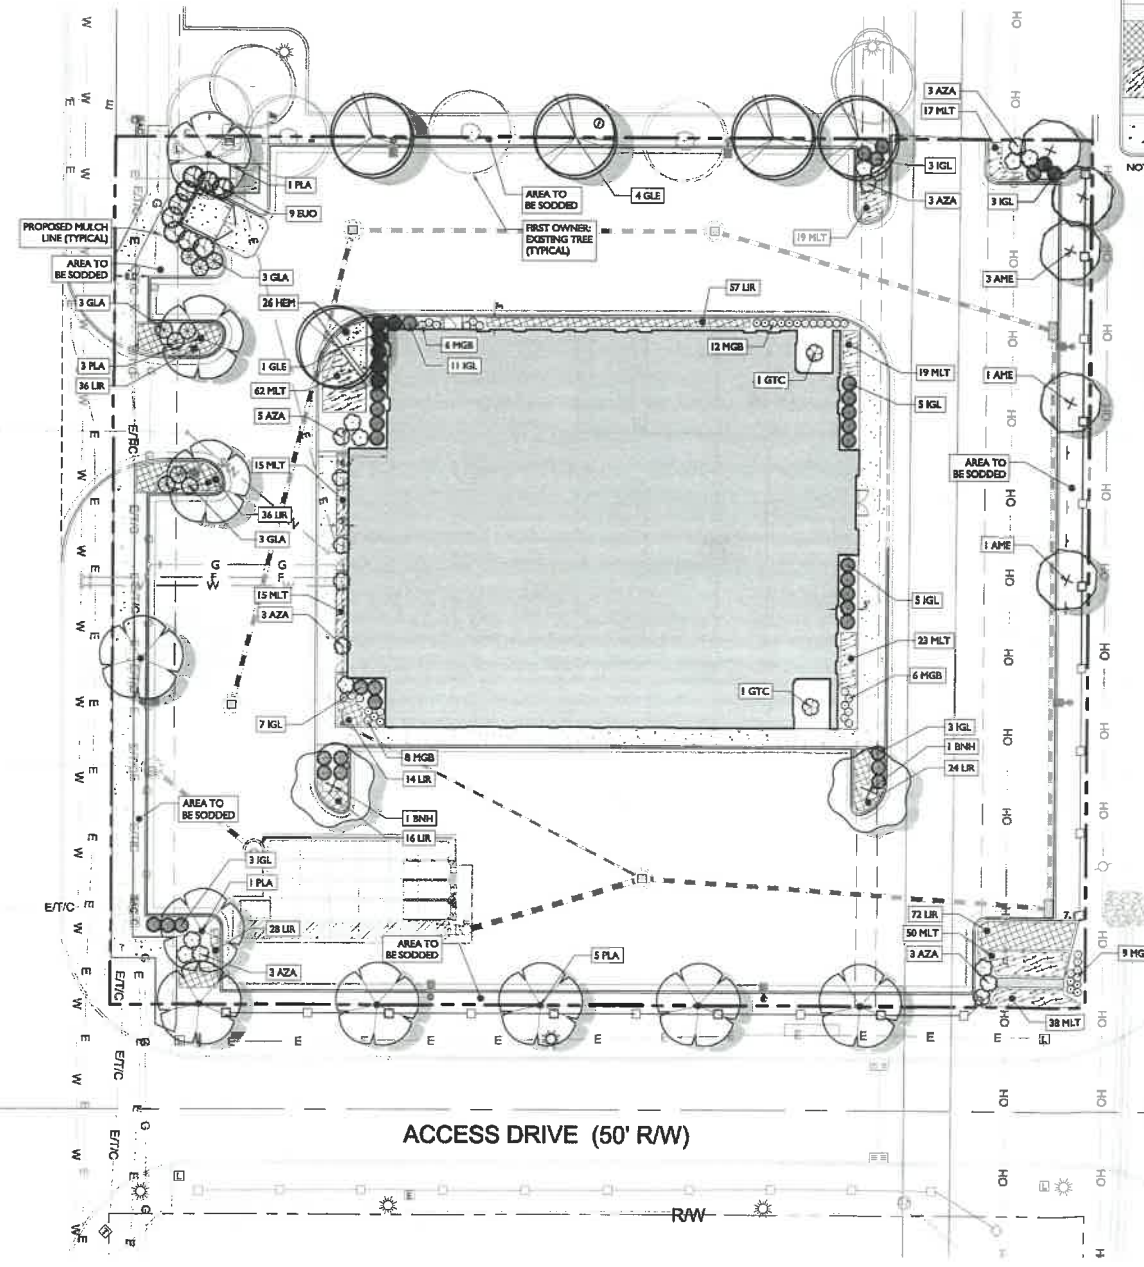 3 AZA
17 MLT
NOT
1 PLA
9 EUO
AREA TO
BE SODDED
4 GLE
3 IGL
3 AZA
3 IGL
PROPOSED MULCH
LINE (TYPICAL)
FIRST OWNER:
EXISTING TREE
(TYPICAL)
19 MLT
AREA TO
BE SODDED
3 GLA
3 AME
3 GLA
26 HEM
57 LIR
6 MGB
12 MGB
11 IGL
3 PLA
36 LIR
1 GLE
62 MLT
1 GTC
19 MLT
1 AME
5 AZA
5 IGL
15 MLT
AREA TO
BE SODDED
36 LIR
3 GLA
1 AME
G
F
W
G
F
W
15 MLT
3 AZA
5 IGL
23 MLT
6 MGB
1 GTC
7 IGL
3 IGL
8 MGB
1 BNH
14 LIR
24 LIR
AREA TO
BE SODDED
1 BNH
16 LIR
3 IGL
1 PLA
E/T/C
72 LIR
28 LIR
50 MLT
AREA TO
BE SODDED
5 PLA
3 AZA
9 MG
3 AZA
E/T/C
38 MLT
E/T/C
ACCESS DRIVE (50' R/W)
E/T/C
R/W